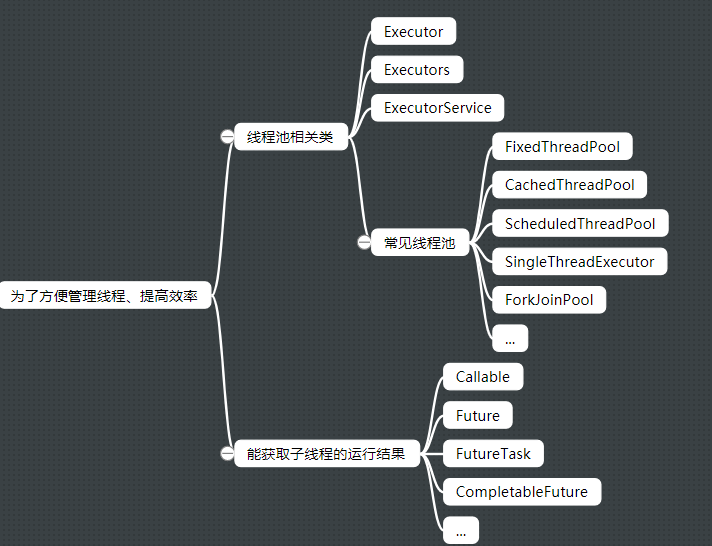 为了方便管理线程、提高效率
线程池相关类
Executor
Executors
ExecutorService
常见线程池
FixedThreadPool
CachedThreadPool
ScheduledThreadPool
SingleThreadExecutor
ForkJoinPool
...
能获取子线程的运行结果
Callable
Future
FutureTask
CompletableFuture
...